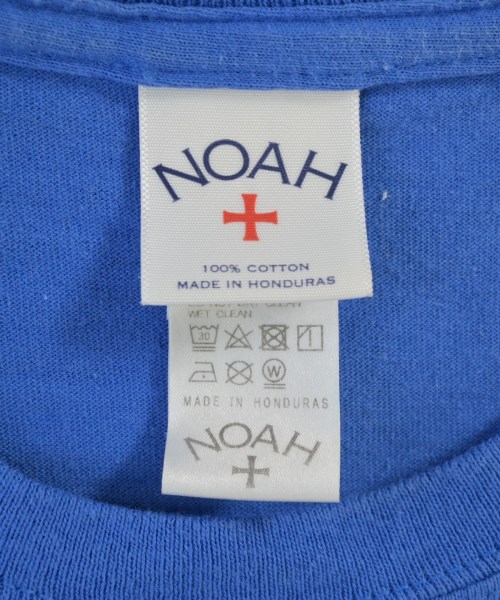 NOAH
100% COTTON
MADE IN HONDURAS
WET CLEAN
30
W
MADE IN HONDURAS
NOAH